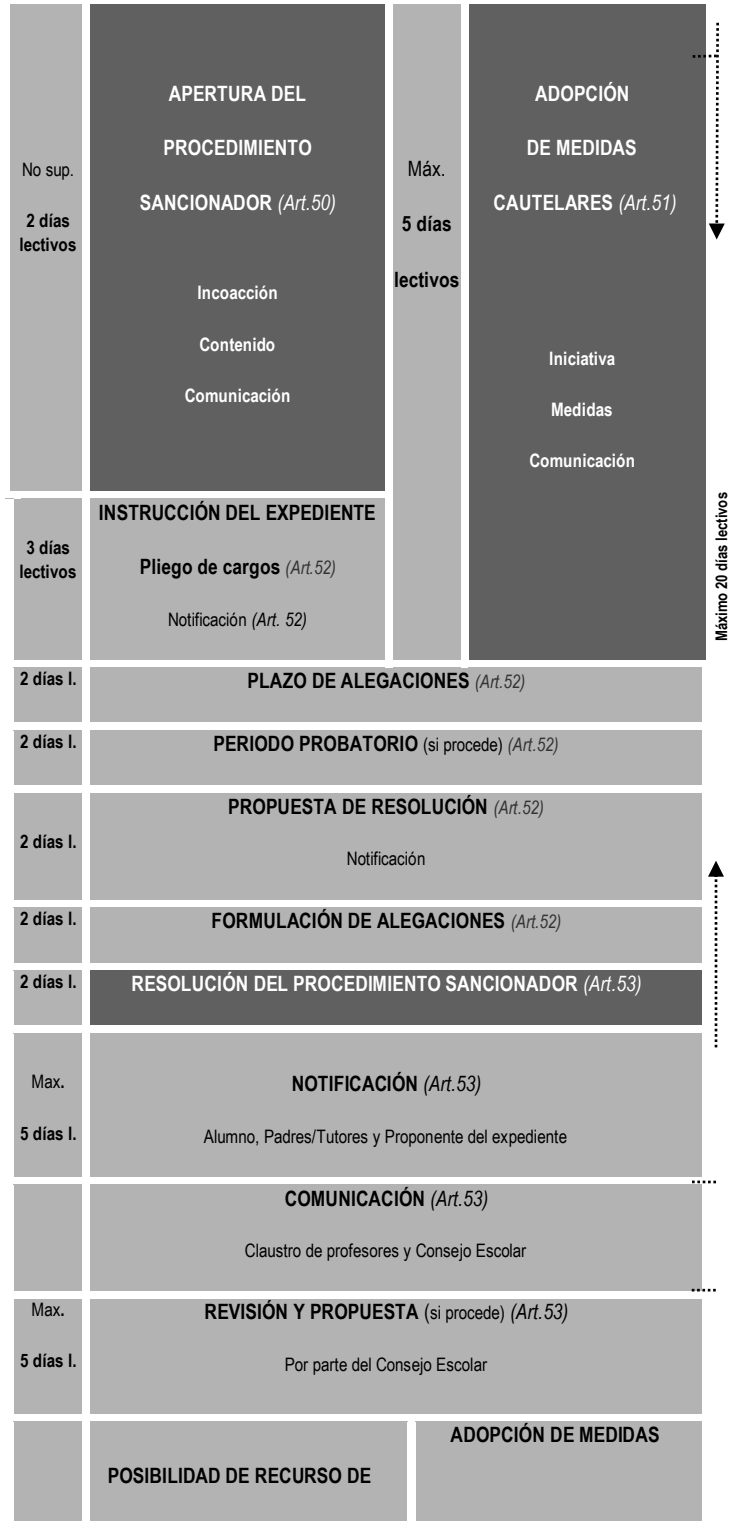 No sup.
2 días
lectivos
APERTURA DEL
PROCEDIMIENTO
SANCIONADOR (Art.50)
Incoacción
Contenido
Comunicación
Máx.
5 días
lectivos
ADOPCIÓN
DE MEDIDAS
CAUTELARES (Art.51)
Iniciativa
Medidas
Comunicación
Máximo 20 días lectivos
3 días
lectivos
INSTRUCCIÓN DEL EXPEDIENTE
Pliego de cargos (Art.52)
Notificación (Art. 52)
2 días l.
PLAZO DE ALEGACIONES (Art.52)
2 días l.
PERIODO PROBATORIO (si procede) (Art.52)
2 días l.
PROPUESTA DE RESOLUCIÓN (Art.52)
Notificación
2 días l.
FORMULACIÓN DE ALEGACIONES (Art.52)
2 días l.
RESOLUCIÓN DEL PROCEDIMIENTO SANCIONADOR (Art.53)
Max.
5 días l.
NOTIFICACIÓN (Art.53)
Alumno, Padres/Tutores y Proponente del expediente
COMUNICACIÓN (Art.53)
Claustro de profesores y Consejo Escolar
Max.
5 días l.
REVISIÓN Y PROPUESTA (si procede) (Art.53)
Por parte del Consejo Escolar
POSIBILIDAD DE RECURSO DE
ADOPCIÓN DE MEDIDAS